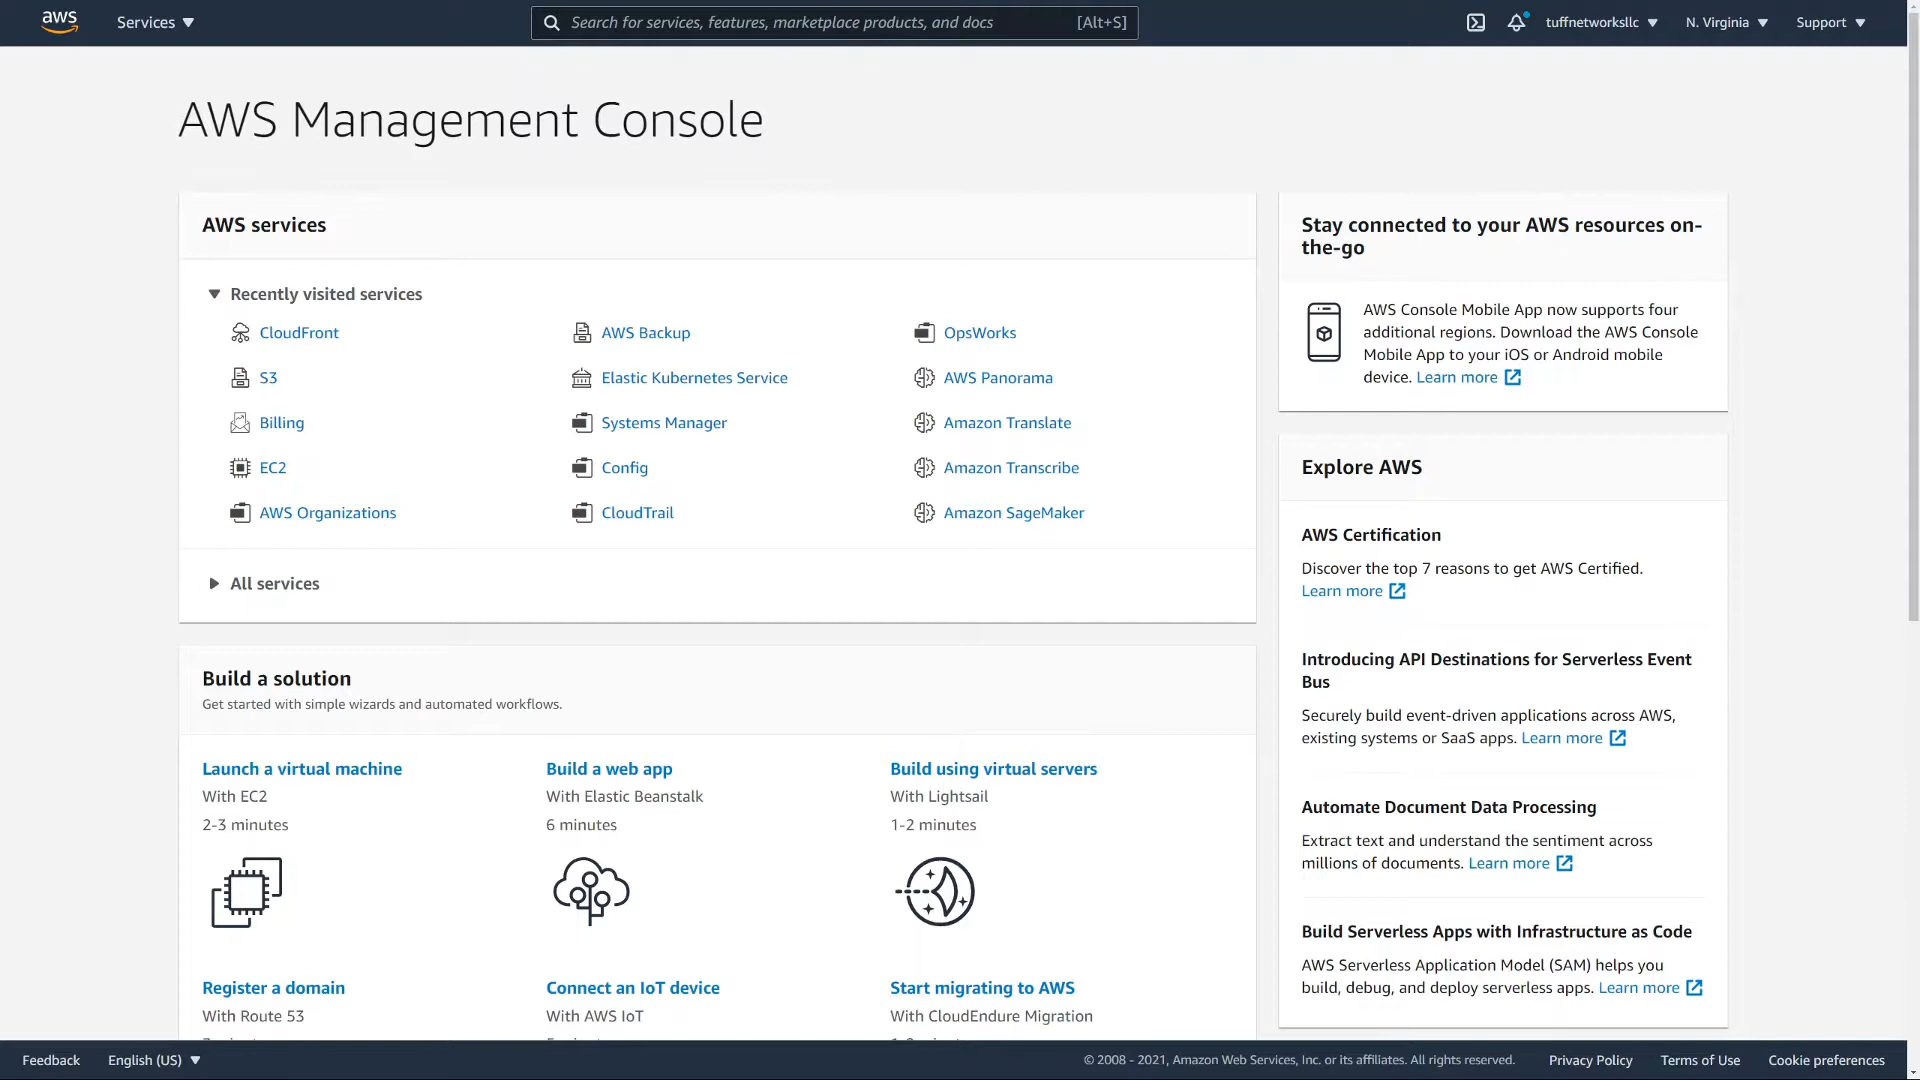 aws
Services
Search for services, features, marketplace products, and docs
[Alt+S]
tuffnetworksllc
N. Virginia
Support
AWS Management Console
AWS services
Recently visited services
CloudFront
AWS Backup
OpsWorks
S3
Elastic Kubernetes Service
AWS Panorama
Billing
Systems Manager
Amazon Translate
EC2
Config
Amazon Transcribe
AWS Organizations
CloudTrail
Amazon SageMaker
All services
Build a solution
Get started with simple wizards and automated workflows.
Launch a virtual machine
With EC2
2-3 minutes
Build a web app
With Elastic Beanstalk
6 minutes
Build using virtual servers
With Lightsail
1-2 minutes
Register a domain
With Route 53
Connect an IoT device
With AWS IoT
Start migrating to AWS
With CloudEndure Migration
Stay connected to your AWS resources on-
the-go
AWS Console Mobile App now supports four
additional regions. Download the AWS Console
Mobile App to your iOS or Android mobile
device. Learn more
Explore AWS
AWS Certification
Discover the top 7 reasons to get AWS Certified.
Learn more
Introducing API Destinations for Serverless Event
Bus
Securely build event-driven applications across AWS,
existing systems or SaaS apps. Learn more
Automate Document Data Processing
Extract text and understand the sentiment across
millions of documents. Learn more
Build Serverless Apps with Infrastructure as Code
AWS Serverless Application Model (SAM) helps you
build, debug, and deploy serverless apps. Learn more
Feedback
English (US)
© 2008 - 2021, Amazon Web Services, Inc. or its affiliates. All rights reserved.
Privacy Policy
Terms of Use
Cookie preferences